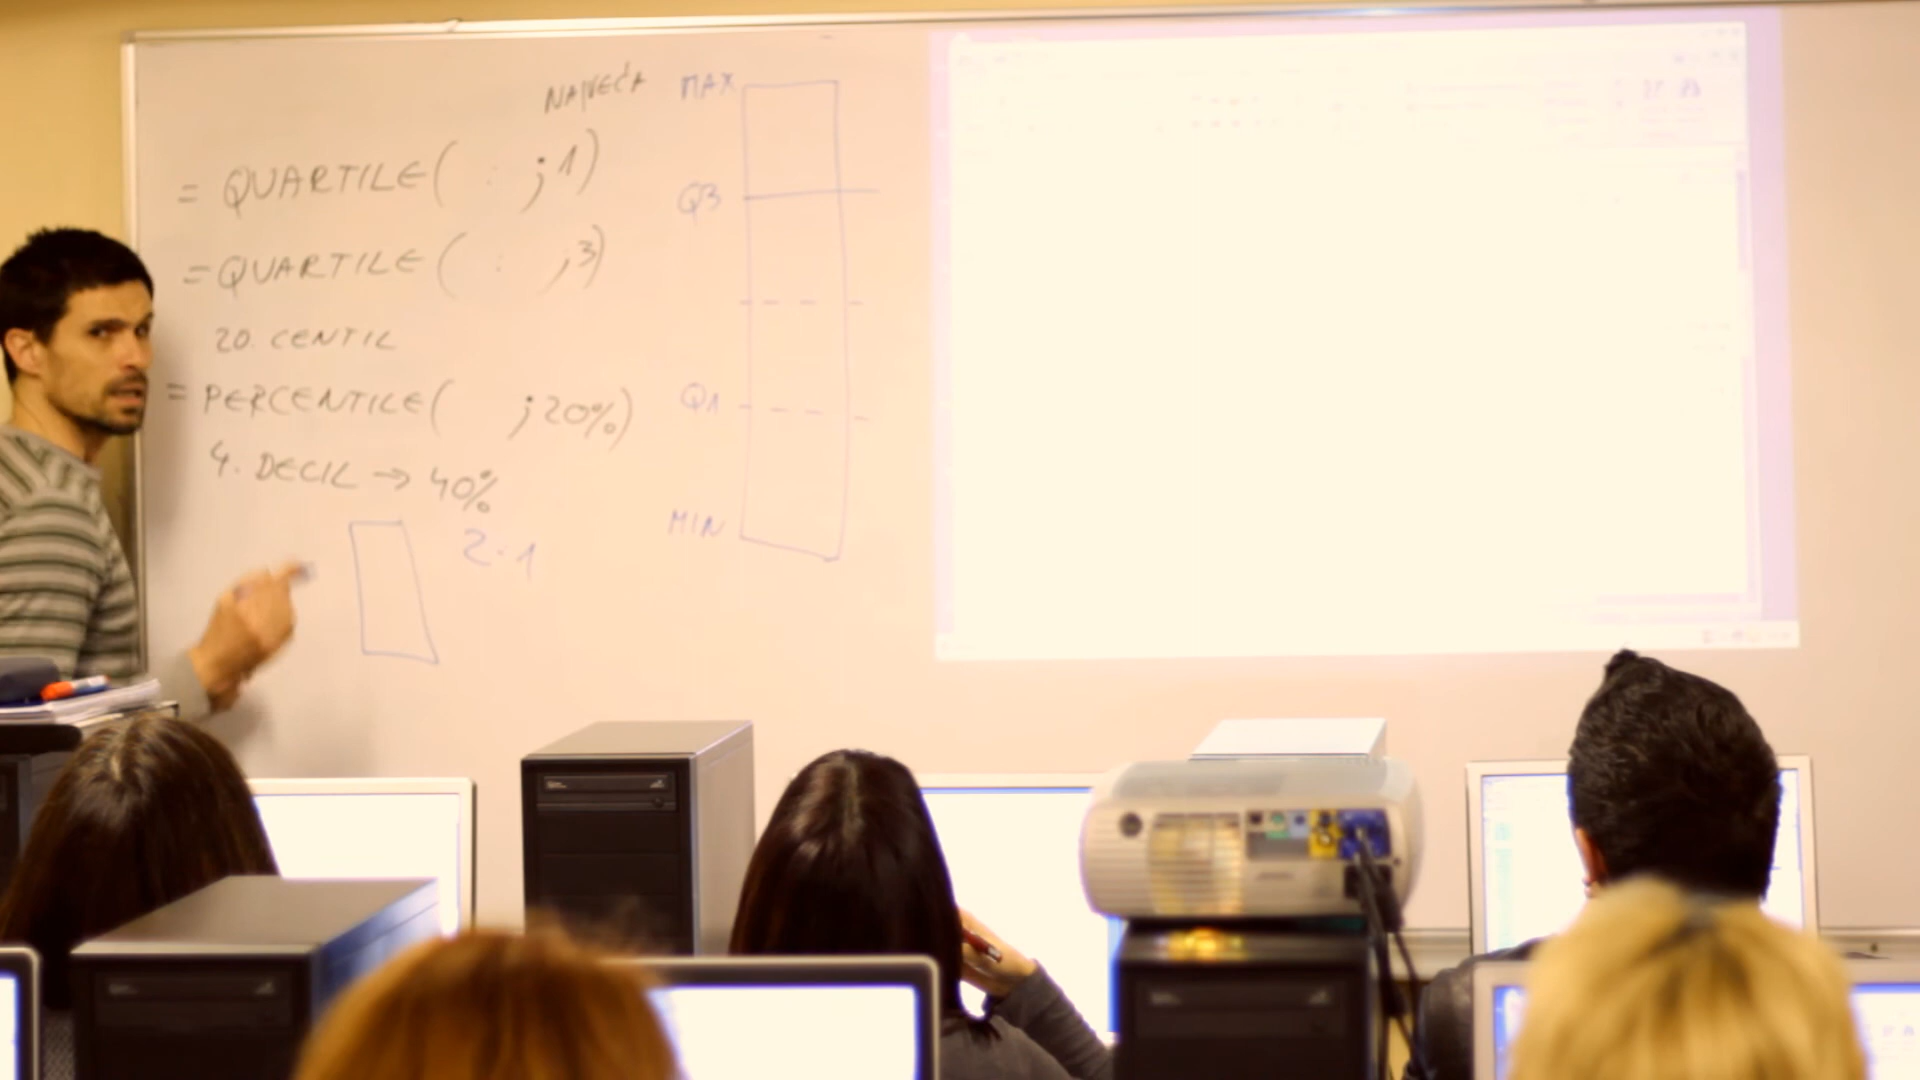 NAJVEĆA
= QUARTILE( : ;1)
= QUARTILE( : ;3)
20. CENTIL
= PERCENTILE( ;20%)
4. DECIL → 40%
2.1
MAX
Q3
Q1
MIN